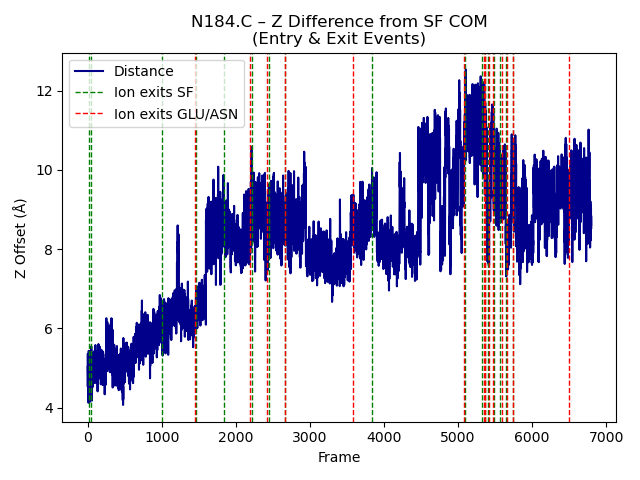 N184.C – Z Difference from SF COM
(Entry & Exit Events)
Distance
Ion exits SF
Ion exits GLU/ASN
Z Offset (Å)
12
10
8
6
4
0
1000
2000
3000
4000
5000
6000
7000
Frame